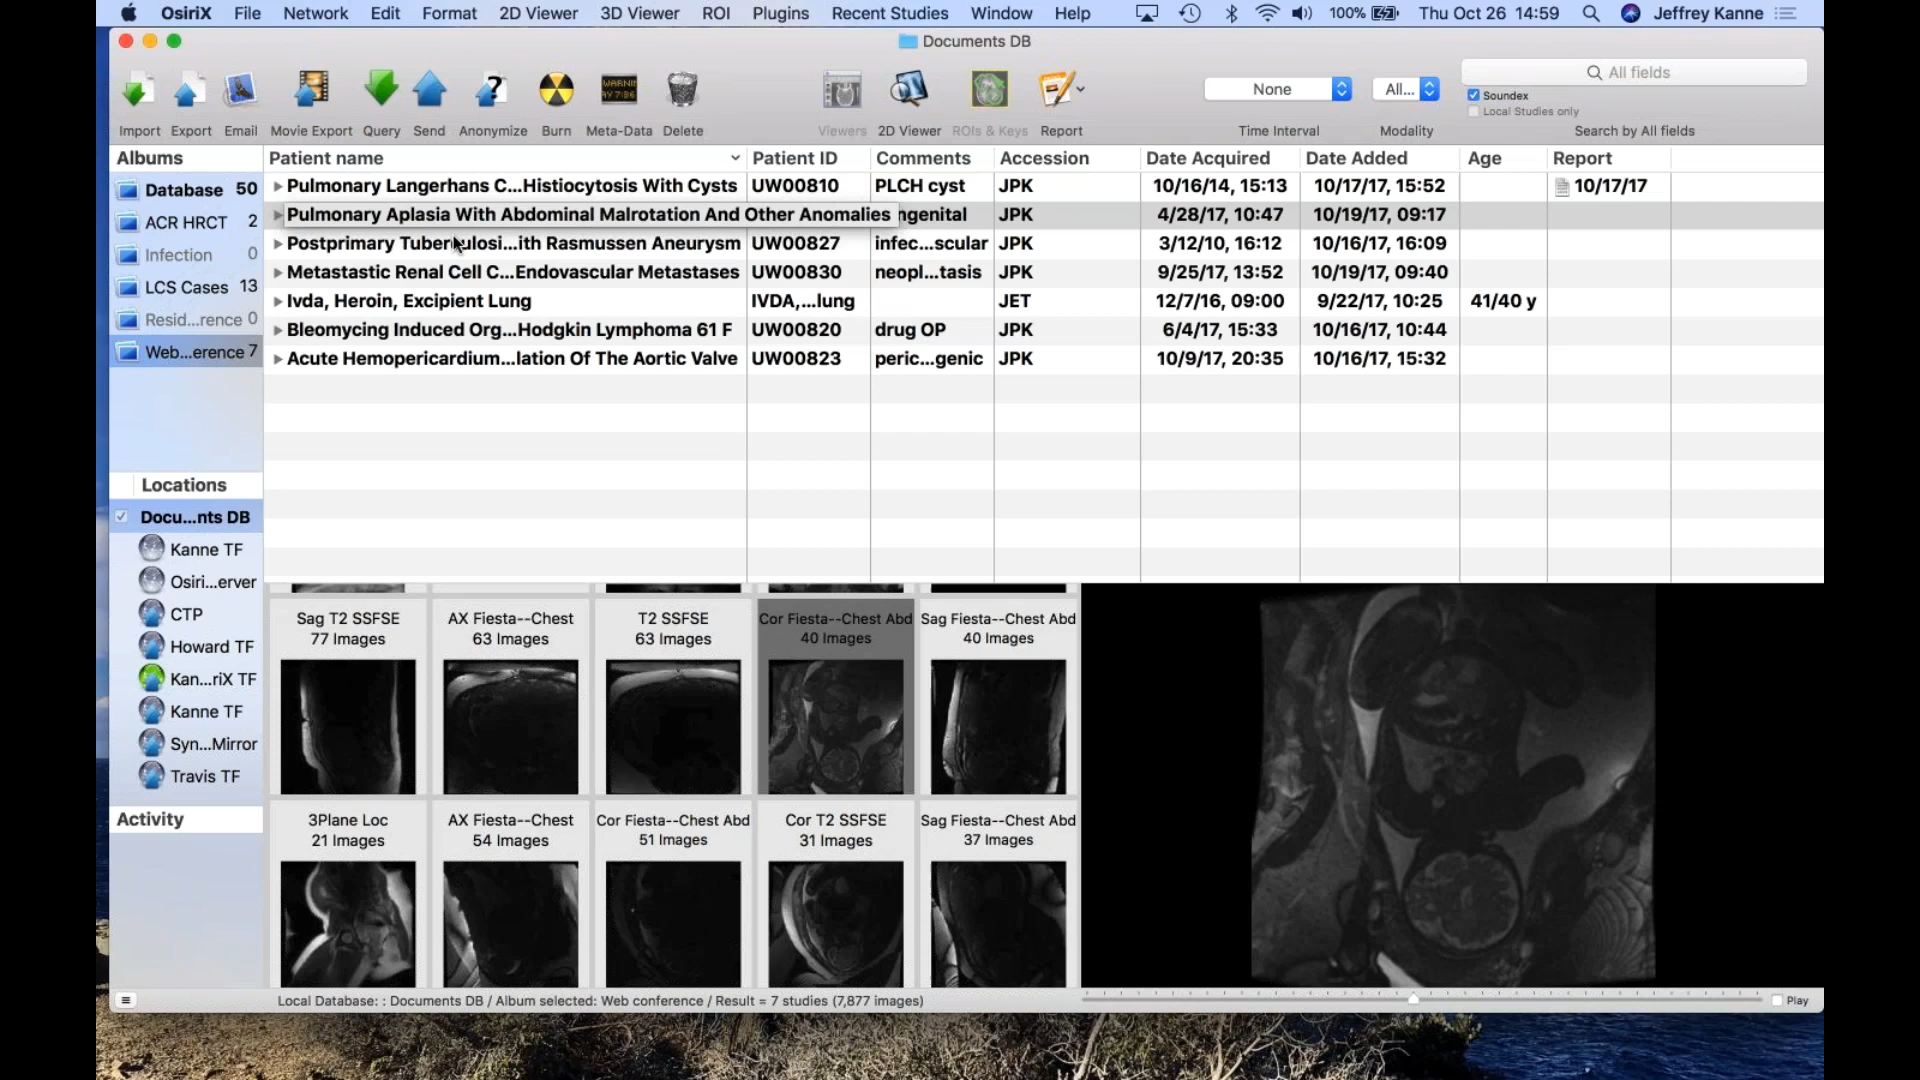 OsiriX File Network Edit Format 2D Viewer 3D Viewer ROI Plugins Recent Studies Window Help 100% Thu Oct 26 14:59 Jeffrey Kanne
Documents DB
None All... All fields
Soundex
Local Studies only
Import Export Email Movie Export Query Send Anonymize Burn Meta-Data Delete Viewers 2D Viewer ROIs & Keys Report Time Interval Modality Search by All fields
Albums
Database 50
ACR HRCT 2
Infection 0
LCS Cases 13
Resid...rence 0
Web...erence 7
Patient name Patient ID Comments Accession Date Acquired Date Added Age Report
Pulmonary Langerhans C...Histiocytosis With Cysts UW00810 PLCH cyst JPK 10/16/14, 15:13 10/17/17, 15:52 10/17/17
Pulmonary Aplasia With Abdominal Malrotation And Other Anomalies ngenital JPK 4/28/17, 10:47 10/19/17, 09:17
Postprimary Tuberculosi...ith Rasmussen Aneurysm UW00827 infec...scular JPK 3/12/10, 16:12 10/16/17, 16:09
Metastastic Renal Cell C...Endovascular Metastases UW00830 neopl...tasis JPK 9/25/17, 13:52 10/19/17, 09:40
Ivda, Heroin, Excipient Lung IVDA,...lung JET 12/7/16, 09:00 9/22/17, 10:25 41/40 y
Bleomycing Induced Org...Hodgkin Lymphoma 61 F UW00820 drug OP JPK 6/4/17, 15:33 10/16/17, 10:44
Acute Hemopericardium...lation Of The Aortic Valve UW00823 peric...genic JPK 10/9/17, 20:35 10/16/17, 15:32
Locations
Docu...nts DB
Kanne TF
Osiri...erver
CTP
Howard TF
Kan...riX TF
Kanne TF
Syn...Mirror
Travis TF
Activity
Sag T2 SSFSE AX Fiesta--Chest T2 SSFSE Cor Fiesta--Chest Abd Sag Fiesta--Chest Abd
77 Images 63 Images 63 Images 40 Images 40 Images
3Plane Loc AX Fiesta--Chest Cor Fiesta--Chest Abd Cor T2 SSFSE Sag Fiesta--Chest Abd
21 Images 54 Images 51 Images 31 Images 37 Images
Local Database: : Documents DB / Album selected: Web conference / Result = 7 studies (7,877 images)
Play